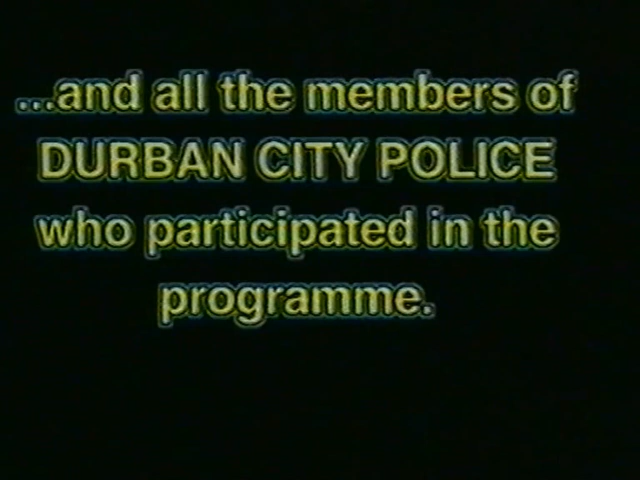 ...and all the members of
DURBAN CITY POLICE
who participated in the
programme.